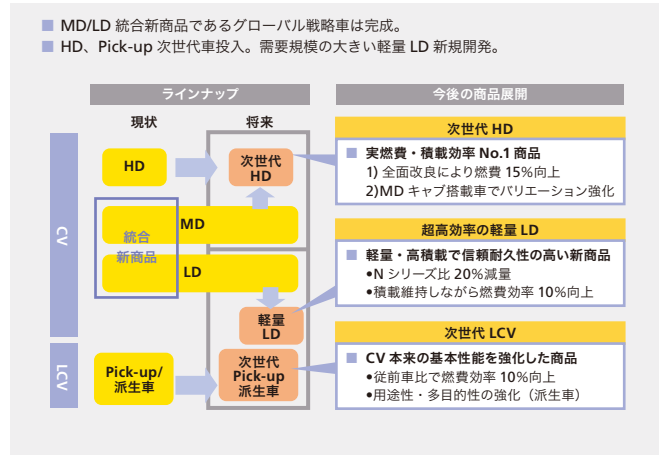 ■ MD/LD 統合新商品であるグローバル戦略車は完成。
■ HD、Pick-up 次世代車投入。需要規模の大きい軽量 LD 新規開発。
ラインナップ
今後の商品展開
現状
将来
CV
HD
次世代
HD
MD
統合
新商品
LD
軽量
LD
LCV
Pick-up/
派生車
次世代
Pick-up
派生車
次世代 HD
■ 実燃費・積載効率 No.1 商品
1) 全面改良により燃費 15%向上
2)MD キャブ搭載車でバリエーション強化
超高効率の軽量 LD
■ 軽量・高積載で信頼耐久性の高い新商品
●N シリーズ比 20%減量
●積載維持しながら燃費効率 10%向上
次世代 LCV
■ CV 本来の基本性能を強化した商品
●従前車比で燃費効率 10%向上
●用途性・多目的性の強化（派生車）